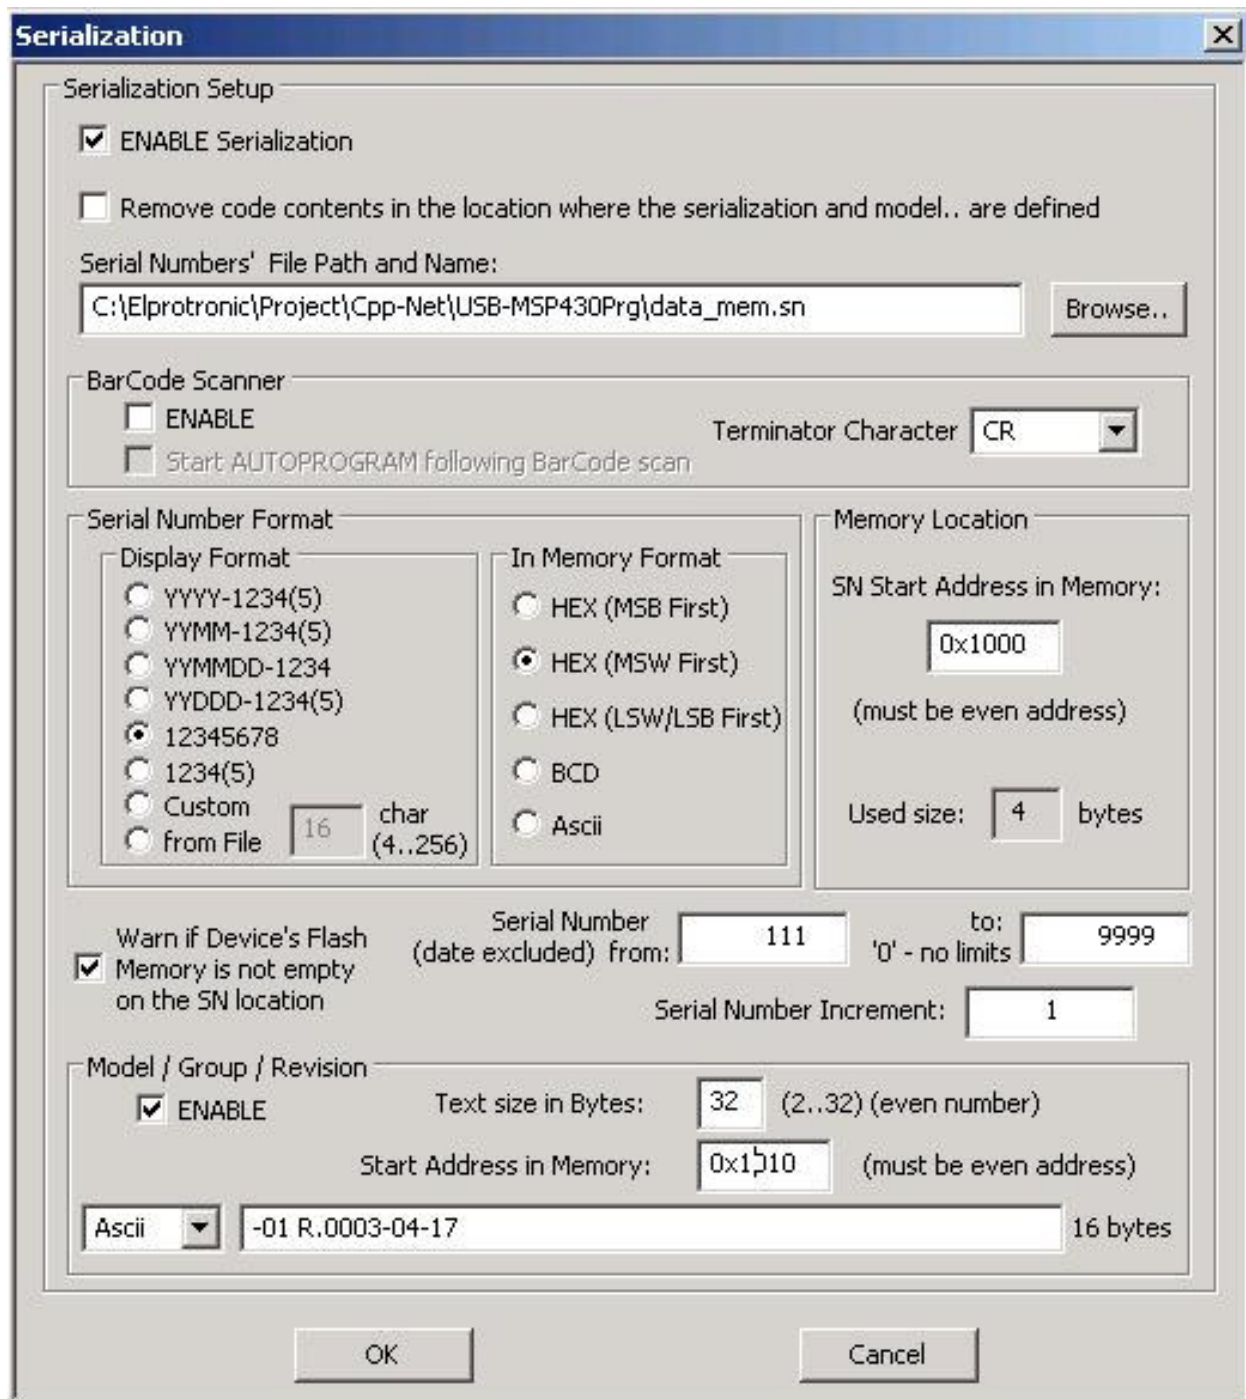 Serialization
Serialization Setup
ENABLE Serialization
Remove code contents in the location where the serialization and model.. are defined
Serial Numbers' File Path and Name:
C:\Elprotronic\Project\Cpp-Net\USB-MSP430Prg\data_mem.sn
Browse..
BarCode Scanner
ENABLE
Terminator Character CR
Start AUTOPROGRAM following BarCode scan
Serial Number Format
Display Format
YYYY-1234(5)
YYMM-1234(5)
YYMMDD-1234
YYDDD-1234(5)
12345678
1234(5)
Custom
from File
16
char
(4..256)
In Memory Format
HEX (MSB First)
HEX (MSW First)
HEX (LSW/LSB First)
BCD
Ascii
Memory Location
SN Start Address in Memory:
0x1000
(must be even address)
Used size: 4 bytes
Warn if Device's Flash
Memory is not empty
on the SN location
Serial Number
(date excluded) from:
111
to:
'0' - no limits
9999
Serial Number Increment: 1
Model / Group / Revision
ENABLE
Text size in Bytes: 32 (2..32) (even number)
Start Address in Memory: (must be even address)
Ascii -01 R.0003-04-17 16 bytes
OK
Cancel